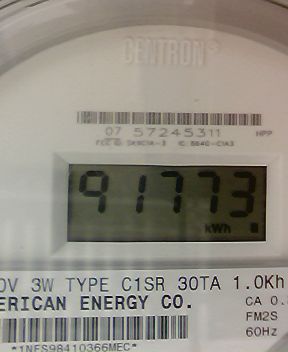 CENTRON®
07 57245311 HPP
91773
kWh
0V 3W TYPE C1SR 30TA 1.0Kh
ERICAN ENERGY CO.
CA 0.
FM2S
60Hz
*1NFS98410366MEC*